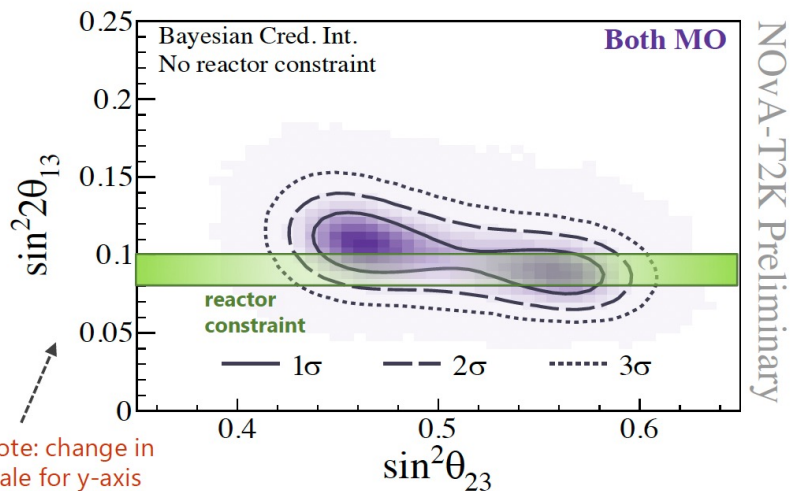 0.25
Bayesian Cred. Int.
No reactor constraint
Both MO
0.2
0.15
0.1
0.05
0
sin²2θ₁₃
reactor
constraint
1σ
2σ
3σ
0.4
0.5
0.6
sin²θ₂₃
NOvA-T2K Preliminary
ote: change in
ale for y-axis